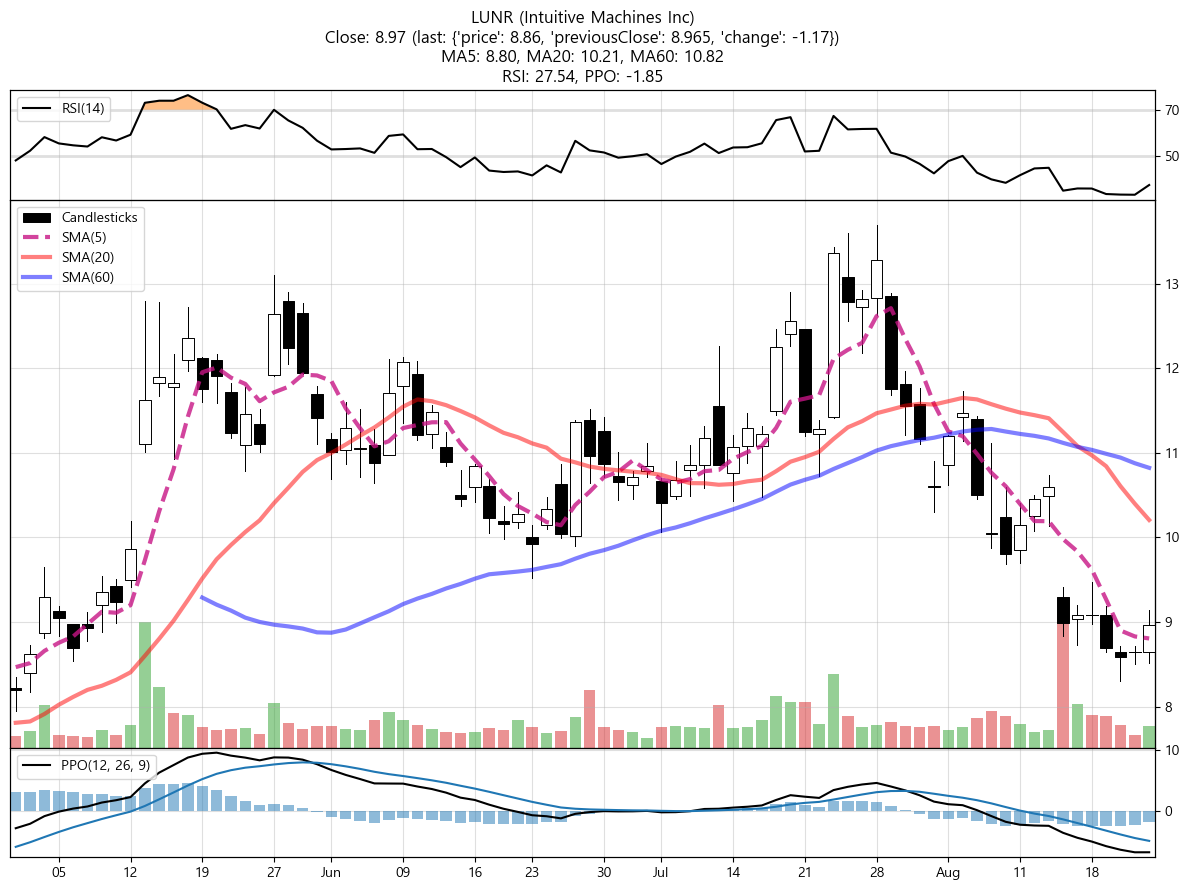 LUNR (Intuitive Machines Inc)
Close: 8.97 (last: {'price': 8.86, 'previousClose': 8.965, 'change': -1.17})
MA5: 8.80, MA20: 10.21, MA60: 10.82
RSI: 27.54, PPO: -1.85
RSI(14)
70
50
Candlesticks
SMA(5)
SMA(20)
SMA(60)
13
12
11
10
9
8
PPO(12, 26, 9)
10
0
05 12 19 27 Jun 09 16 23 30 Jul 14 21 28 Aug 11 18